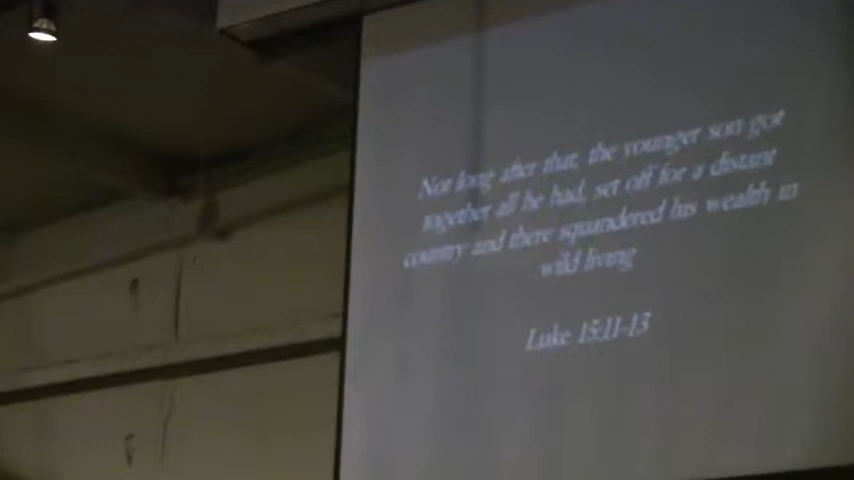 Not long after that, the younger son got
together all he had, set off for a distant
country and there squandered his wealth in
wild living
Luke 15:11-13